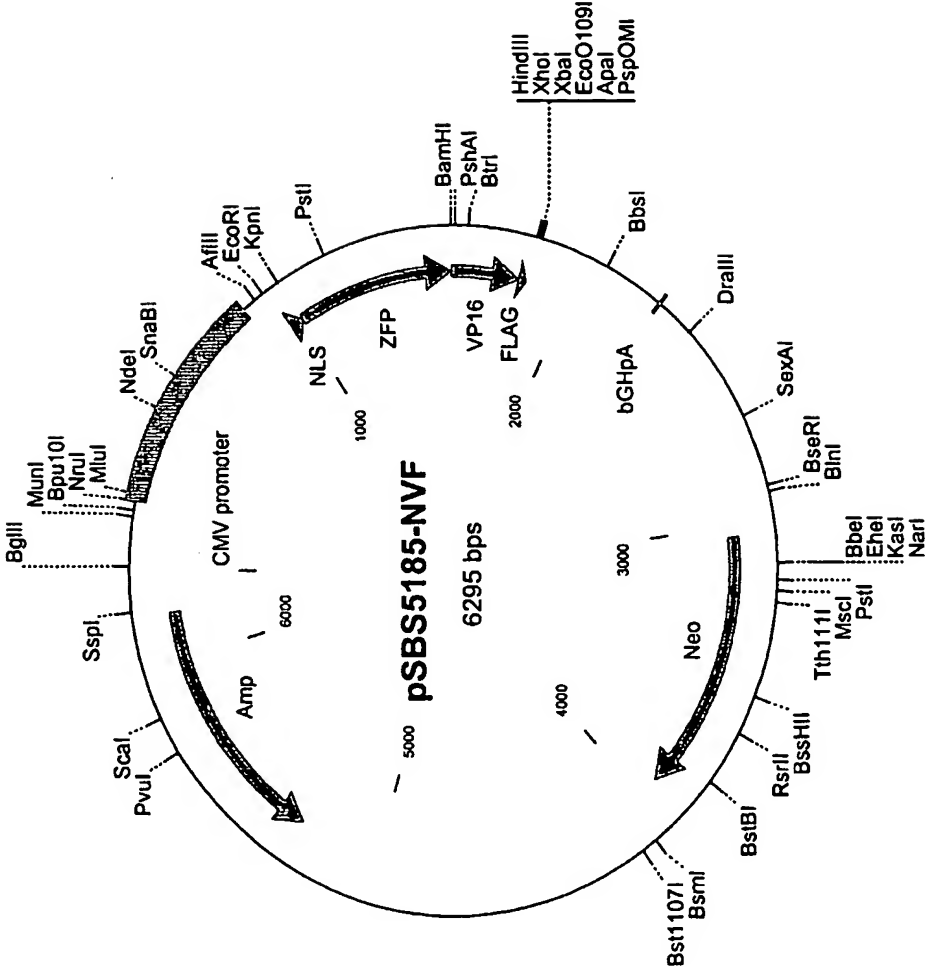 BglII
MunI
Bpu10I
NruI
MluI
NdeI
SnaBI
AflII
EcoRI
KpnI
PstI
BamHI
PshAI
BtrI
HindIII
XhoI
XbaI
EcoO109I
ApaI
PspOMI
BbsI
DraIII
SexAI
BseRI
BlnI
BbeI
EheI
KasI
NarI
PstI
MscI
Tth111I
BssHII
RsrII
BstBI
BsmI
Bst1107I
PvuI
ScaI
SspI
CMV promoter
NLS
ZFP
VP16
FLAG
bGHpA
Neo
Amp
1000
2000
3000
4000
5000
6000
pSBS5185-NVF
6295 bps